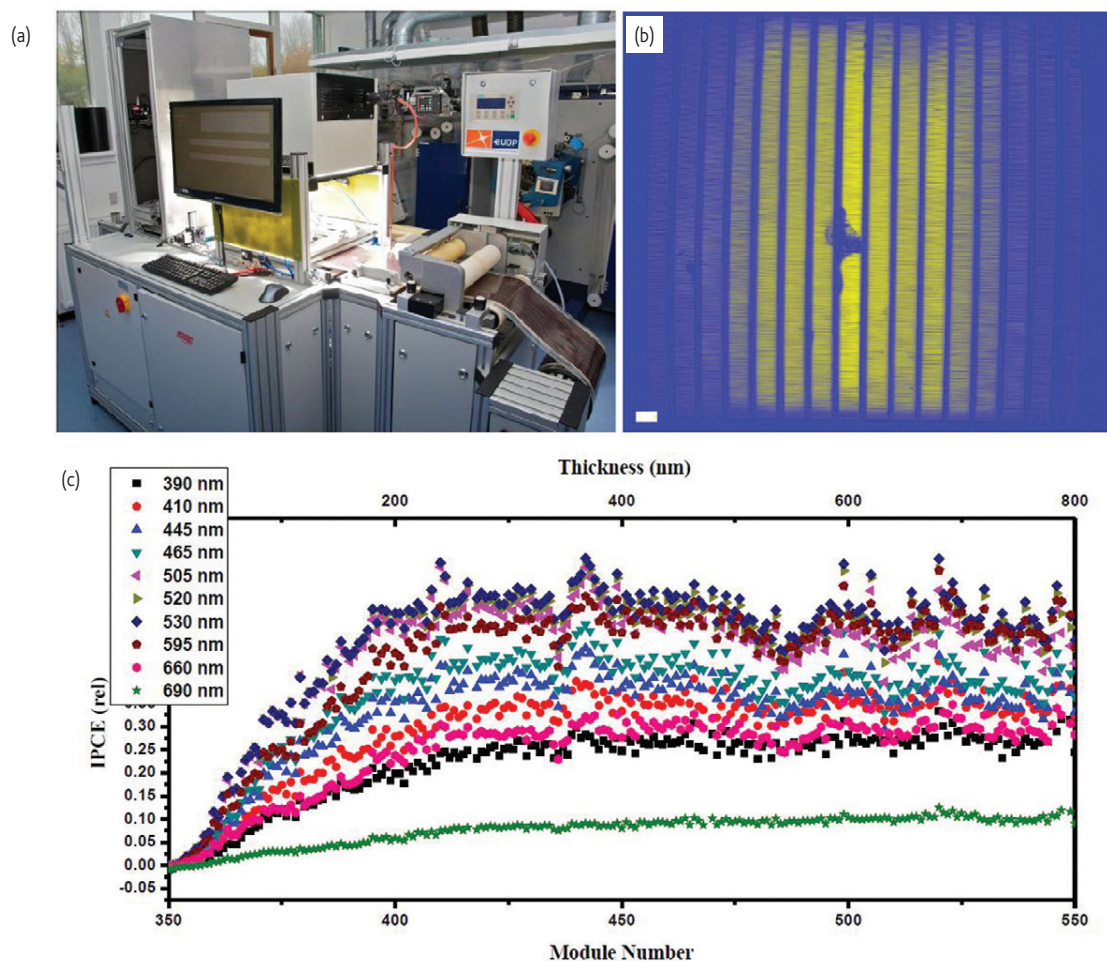 (a)
EUDP
(b)
(c)
Thickness (nm)
200
400
600
800
390 nm
410 nm
445 nm
465 nm
505 nm
520 nm
530 nm
595 nm
660 nm
690 nm
IPCE (rel)
0.30
0.25
0.20
0.15
0.10
0.05
0.00
-0.05
350
400
450
500
550
Module Number